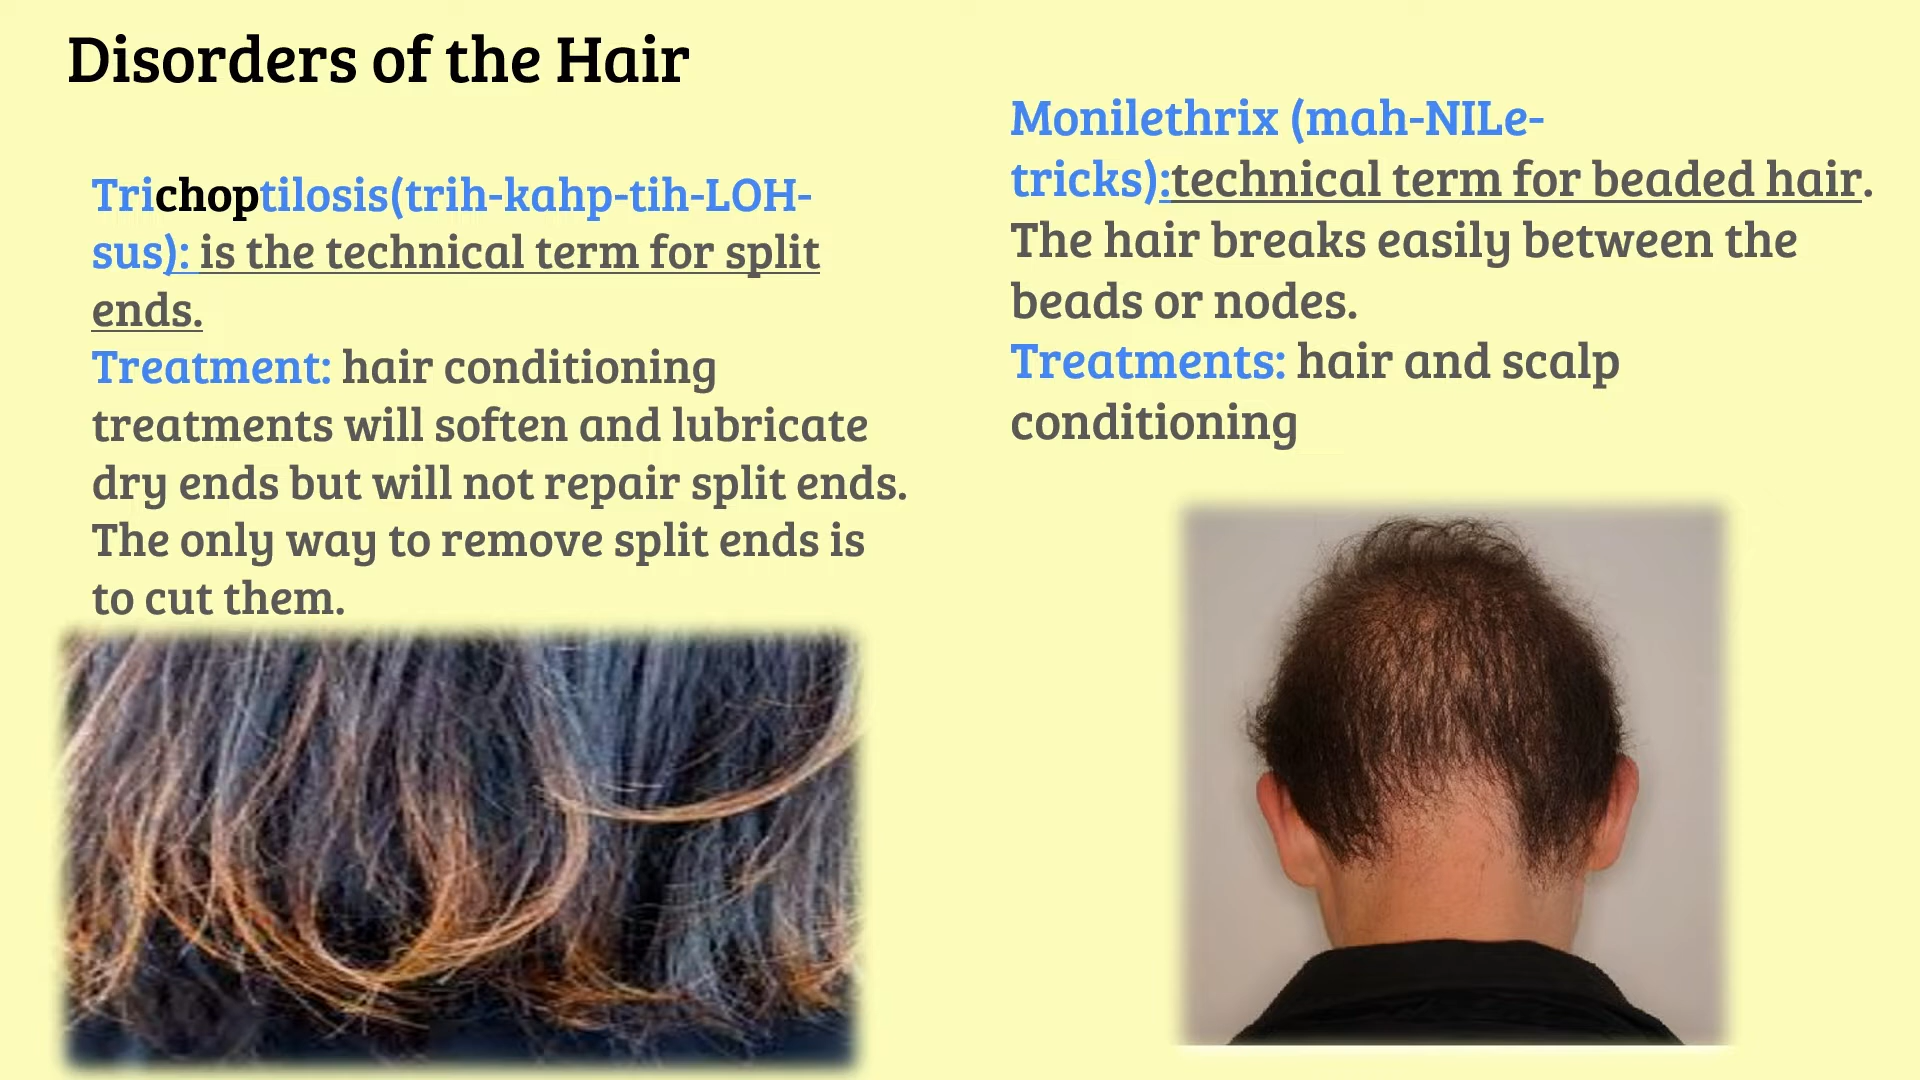 Disorders of the Hair
Trichoptilosis(trih-kahp-tih-LOH-
sus): is the technical term for split
ends.
Treatment: hair conditioning
treatments will soften and lubricate
dry ends but will not repair split ends.
The only way to remove split ends is
to cut them.
Monilethrix (mah-NILe-
tricks):technical term for beaded hair.
The hair breaks easily between the
beads or nodes.
Treatments: hair and scalp
conditioning